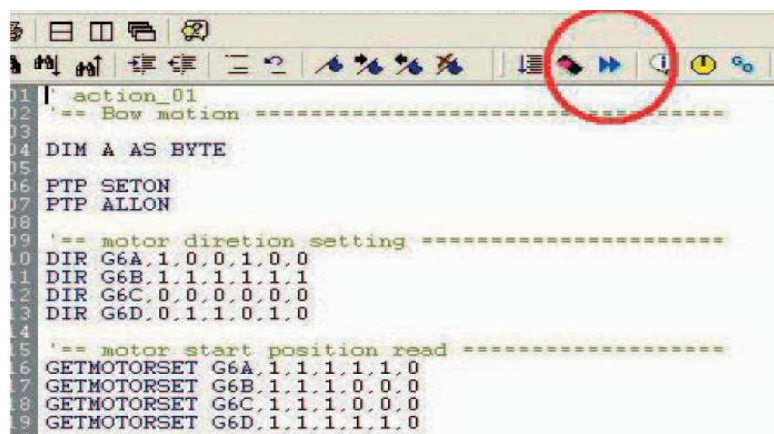 01 ' action_01
02 '== Bow motion ===================================
03
04 DIM A AS BYTE
05
06 PTP SETON
07 PTP ALLON
08
09 '== motor diretion setting ======================
10 DIR G6A,1,0,0,1,0,0
11 DIR G6B,1,1,1,1,1,1
12 DIR G6C,0,0,0,0,0,0
13 DIR G6D,0,1,1,0,1,0
14
15 '== motor start position read ===================
16 GETMOTORSET G6A,1,1,1,1,1,0
17 GETMOTORSET G6B,1,1,1,0,0,0
18 GETMOTORSET G6C,1,1,1,0,0,0
19 GETMOTORSET G6D,1,1,1,1,1,0